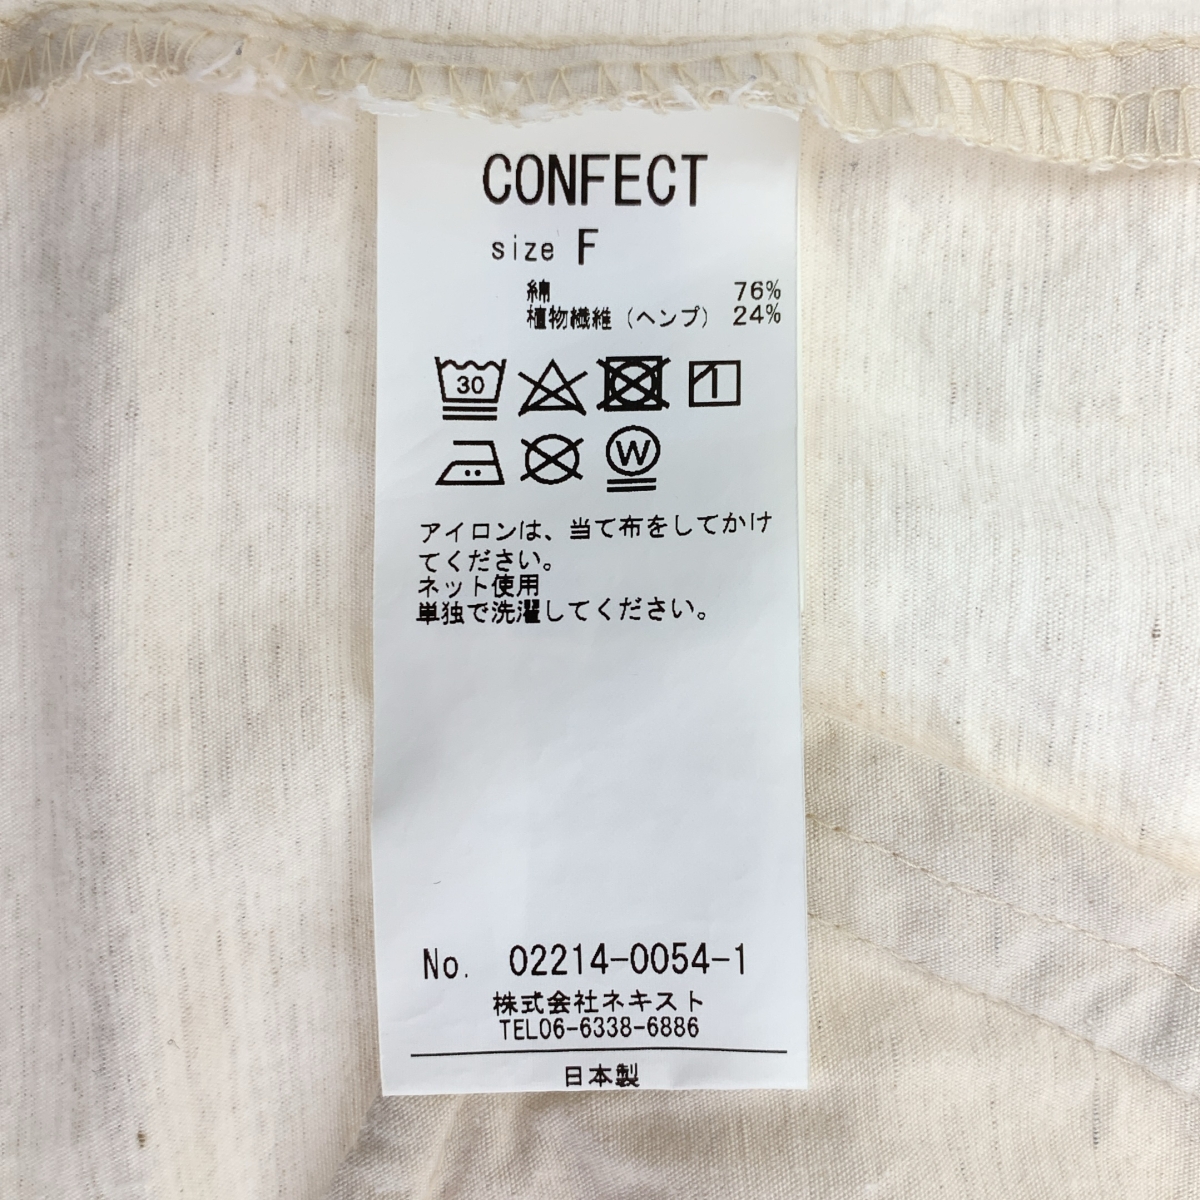 CONFECT
size F
綿 76%
植物繊維（ヘンプ） 24%
30
W
アイロンは、当て布をしてかけ
てください。
ネット使用
単独で洗濯してください。
No. 02214-0054-1
株式会社ネキスト
TEL06-6338-6886
日本製